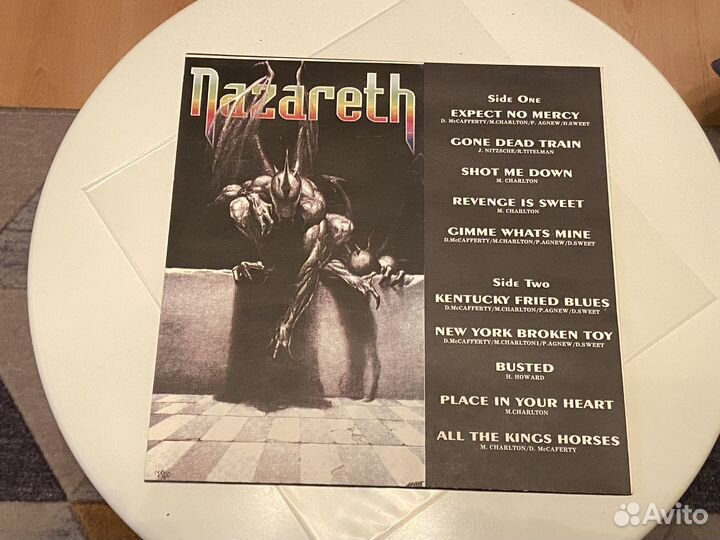 Nazareth
Side One
EXPECT NO MERCY
D. McCAFFERTY/M.CHARLTON/P. AGNEW/D.SWEET
GONE DEAD TRAIN
J. NITZSCHE/R.TITELMAN
SHOT ME DOWN
M. CHARLTON
REVENGE IS SWEET
M. CHARLTON
GIMME WHATS MINE
D.McCAFFERTY/M.CHARLTON/P.AGNEW/D.SWEET
Side Two
KENTUCKY FRIED BLUES
D.McCAFFERTY/M.CHARLTON/P.AGNEW/D.SWEET
NEW YORK BROKEN TOY
D.McCAFFERTY/M.CHARLTON1/P.AGNEW/D.SWEET
BUSTED
H. HOWARD
PLACE IN YOUR HEART
M.CHARLTON
ALL THE KINGS HORSES
M. CHARLTON/D. McCAFERTY
Avito